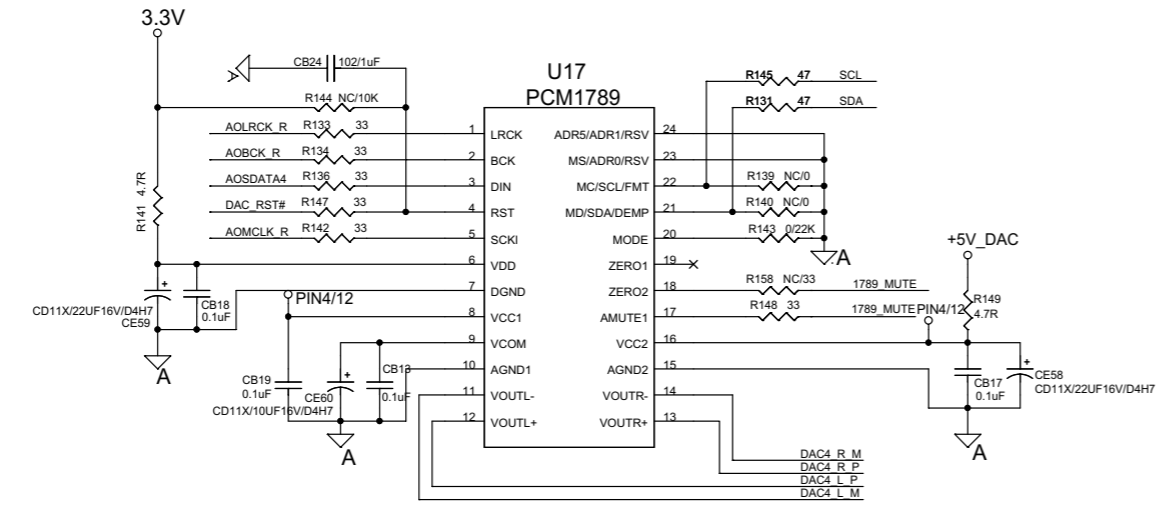 3.3V
CB24 102/1uF
R144 NC/10K
U17
PCM1789
R145 47 SCL
R131 47 SDA
AOLRCK_R R133 33 1 LRCK
ADR5/ADR1/RSV 24
AOBCK_R R134 33 2 BCK
MS/ADR0/RSV 23
AOSDATA4 R136 33 3 DIN
MC/SCL/FMT 22 R139 NC/0
DAC_RST# R147 33 4 RST
MD/SDA/DEMP 21 R140 NC/0
AOMCLK_R R142 33 5 SCKI
MODE 20 R143 0/22K
R141 4.7R
A
+5V_DAC
6 VDD
ZERO1 19
7 DGND
ZERO2 18 R158 NC/33 1789_MUTE
CD11X/22UF16V/D4H7
CE59
CB18
0.1uF
PIN4/12
8 VCC1
AMUTE1 17 R148 33 1789_MUTE
PIN4/12
R149
4.7R
9 VCOM
VCC2 16
A
10 AGND1
AGND2 15
CB19
0.1uF
CE60
CD11X/10UF16V/D4H7
CB13
0.1uF
CB17
0.1uF
CE58
CD11X/22UF16V/D4H7
11 VOUTL-
VOUTR- 14
12 VOUTL+
VOUTR+ 13
A
A
DAC4_R_M
DAC4_R_P
DAC4_L_P
DAC4_L_M